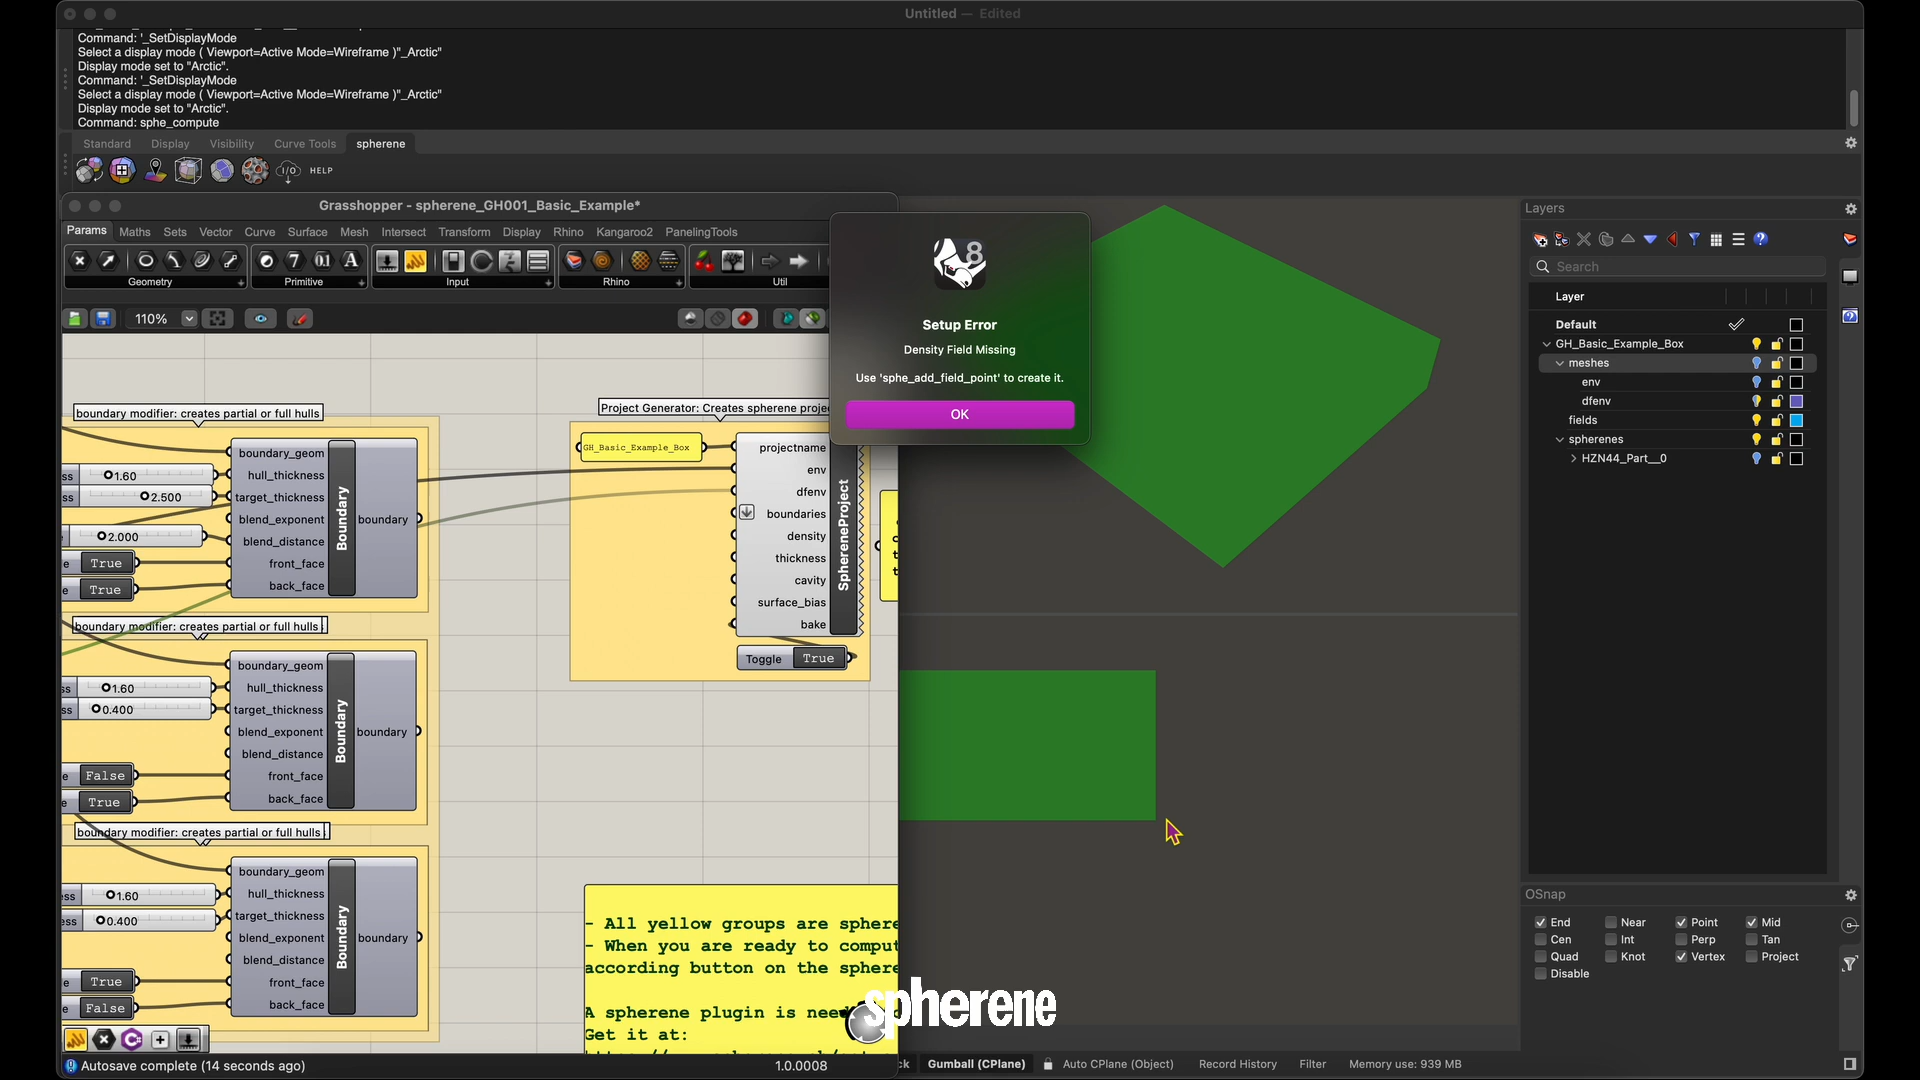 Untitled — Edited
Command: '_SetDisplayMode
Select a display mode ( Viewport=Active Mode=Wireframe )"_Arctic"
Display mode set to "Arctic".
Command: '_SetDisplayMode
Select a display mode ( Viewport=Active Mode=Wireframe )"_Arctic"
Display mode set to "Arctic".
Command: sphe_compute
Standard Display Visibility Curve Tools spherene
I/O HELP
Grasshopper - spherene_GH001_Basic_Example*
Params Maths Sets Vector Curve Surface Mesh Intersect Transform Display Rhino Kangaroo2 PanelingTools
Geometry Primitive Input Rhino Util
110%
8
Setup Error
Density Field Missing
Use 'sphe_add_field_point' to create it.
OK
boundary modifier: creates partial or full hulls
boundary_geom
hull_thickness
target_thickness
blend_exponent
blend_distance
front_face
back_face
Boundary
boundary
ss 1.60
ss 2.500
2.000
e True
e True
boundary modifier: creates partial or full hulls
boundary_geom
hull_thickness
target_thickness
blend_exponent
blend_distance
front_face
back_face
Boundary
boundary
ss 1.60
ss 0.400
e False
e True
boundary modifier: creates partial or full hulls
boundary_geom
hull_thickness
target_thickness
blend_exponent
blend_distance
front_face
back_face
Boundary
boundary
ess 1.60
ess 0.400
e True
e False
Project Generator: Creates spherene proje
GH_Basic_Example_Box
projectname
env
dfenv
boundaries
density
thickness
cavity
surface_bias
bake
SphereneProject
Toggle True
- All yellow groups are sphere
- When you are ready to comput
according button on the sphere
A spherene plugin is need
Get it at:
spherene
Autosave complete (14 seconds ago)
1.0.0008
ck Gumball (CPlane) Auto CPlane (Object) Record History Filter Memory use: 939 MB
Layers
Search
Layer
Default
GH_Basic_Example_Box
meshes
env
dfenv
fields
spherenes
HZN44_Part__0
OSnap
End Near Point Mid
Cen Int Perp Tan
Quad Knot Vertex Project
Disable